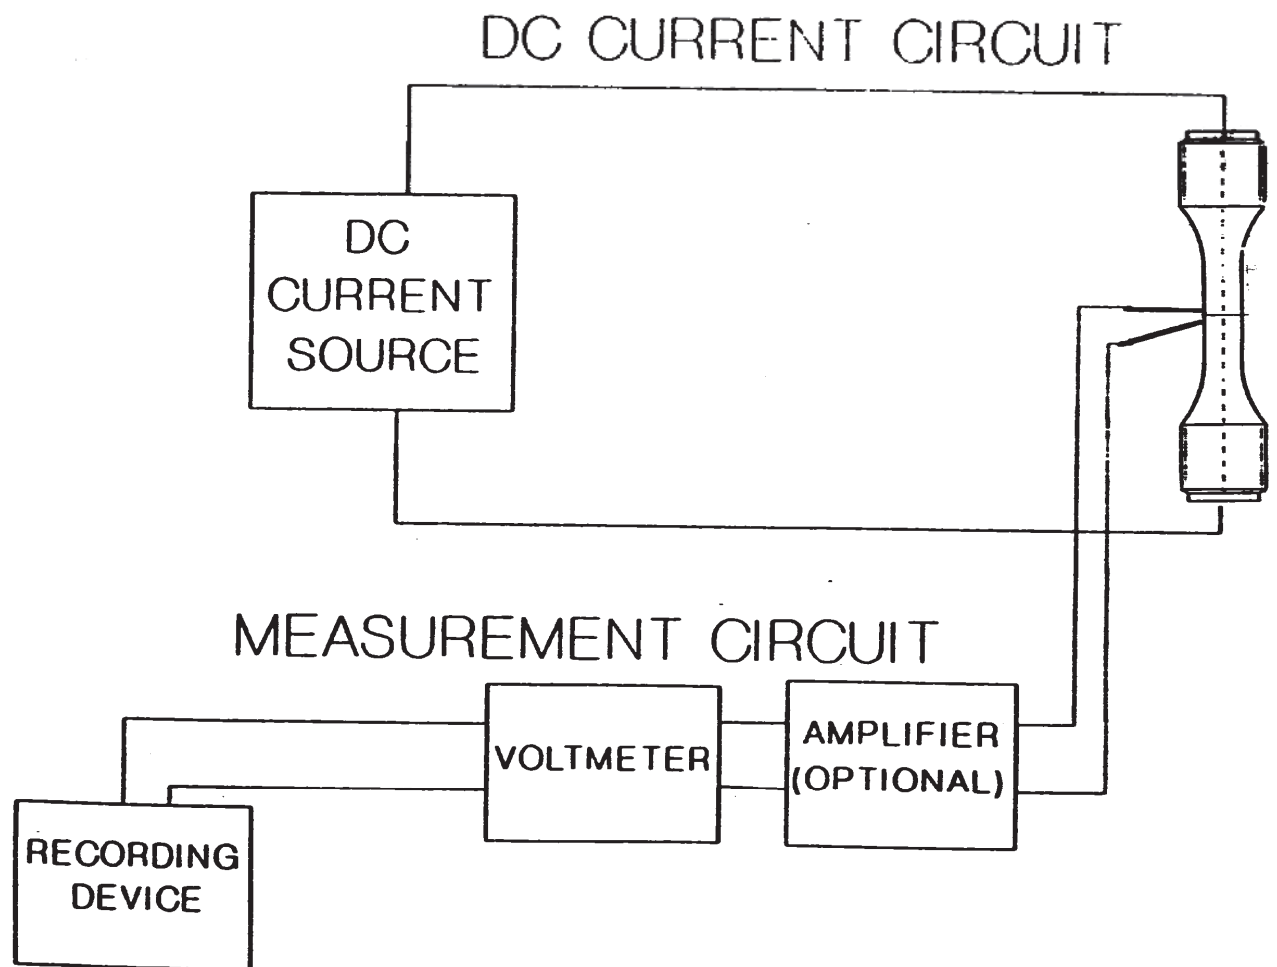 DC CURRENT CIRCUIT
DC
CURRENT
SOURCE
MEASUREMENT CIRCUIT
VOLTMETER
AMPLIFIER
(OPTIONAL)
RECORDING
DEVICE